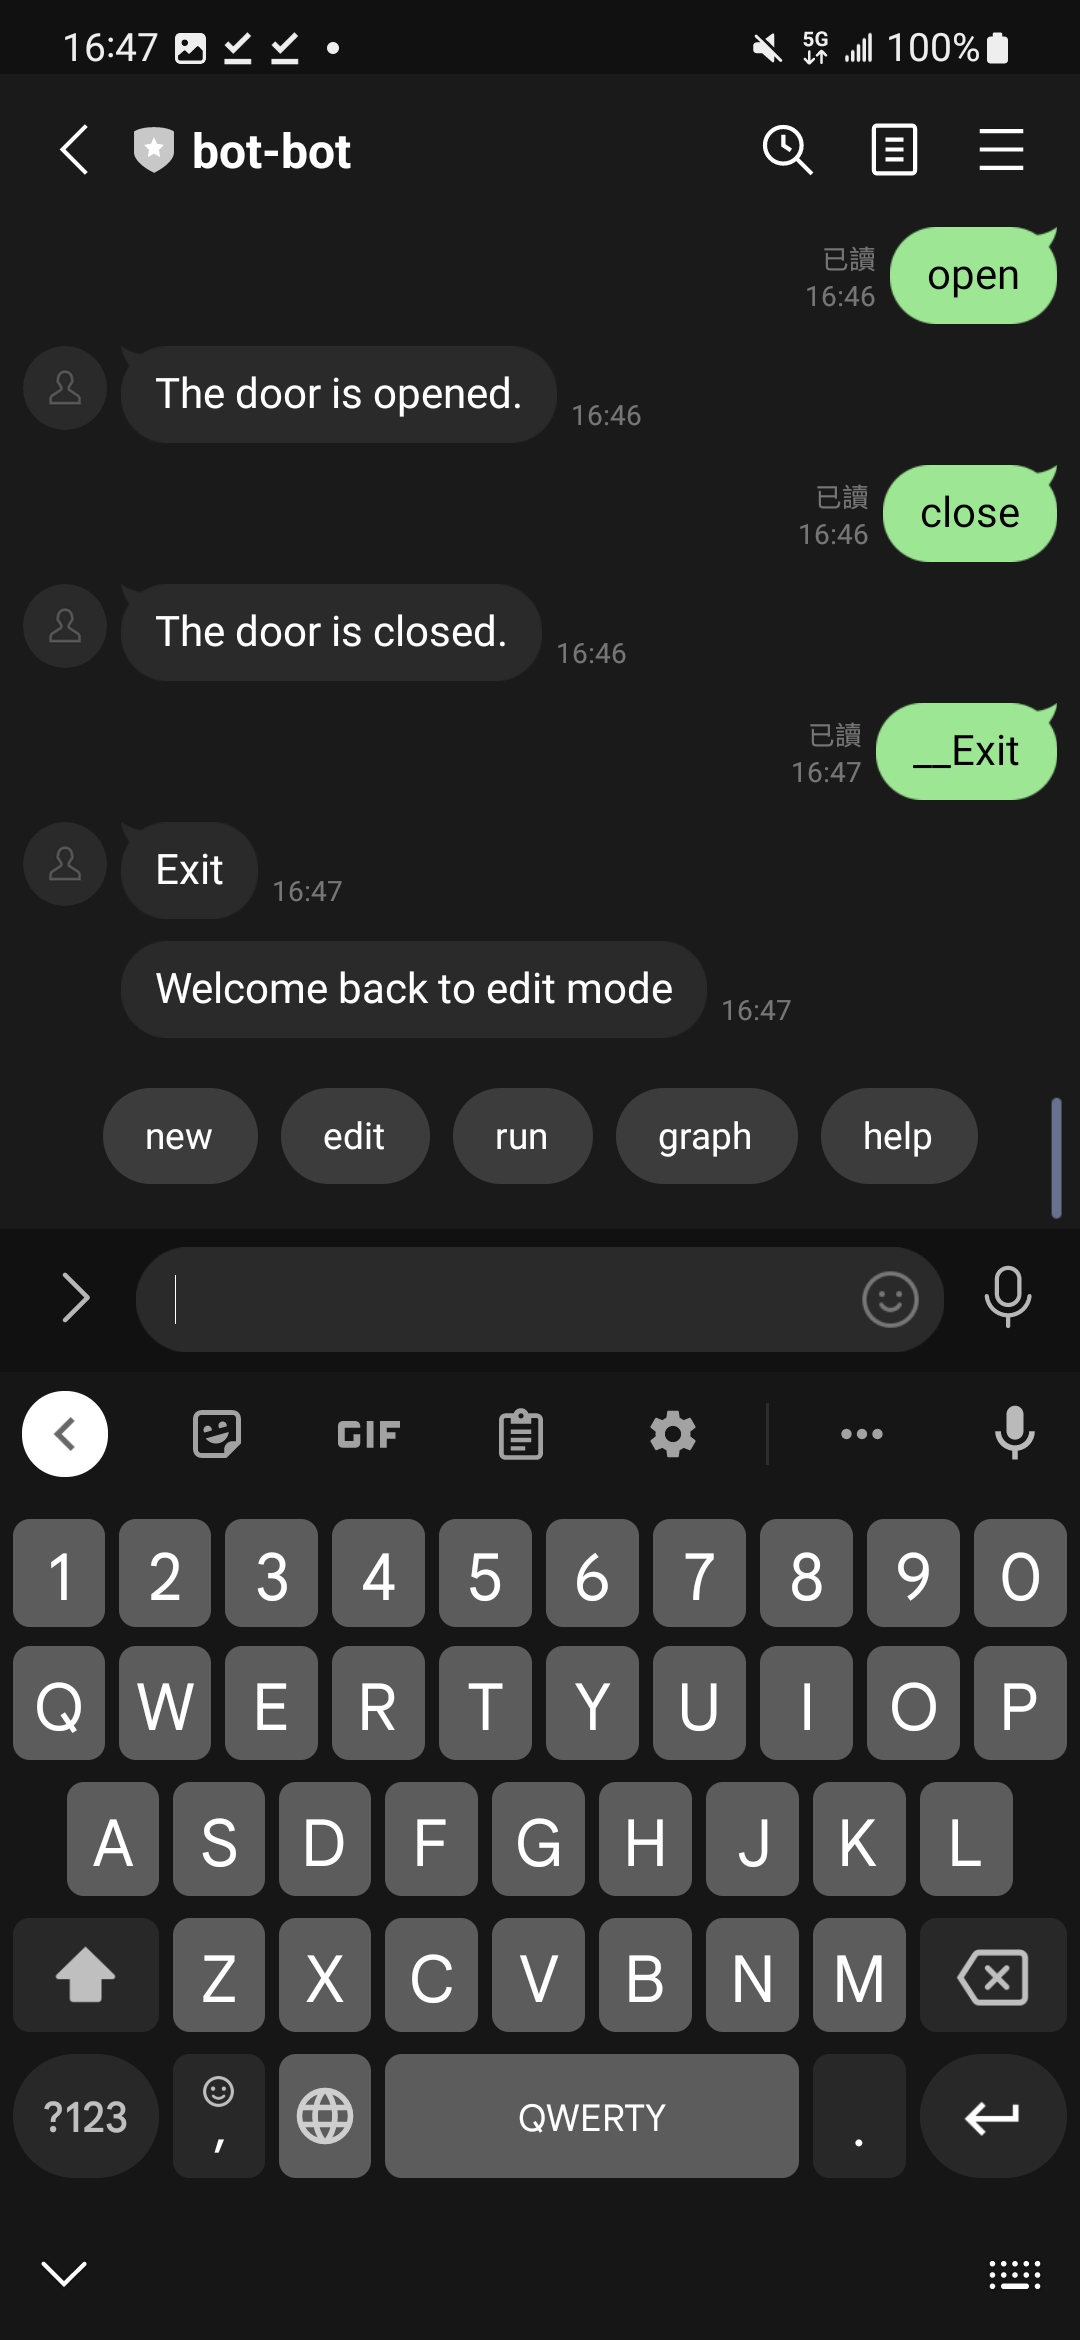 16:47 5G 100%
bot-bot
已讀
16:46 open
The door is opened. 16:46
已讀
16:46 close
The door is closed. 16:46
已讀
16:47 __Exit
Exit 16:47
Welcome back to edit mode 16:47
new edit run graph help
GIF
1 2 3 4 5 6 7 8 9 0
Q W E R T Y U I O P
A S D F G H J K L
Z X C V B N M
?123 , QWERTY .